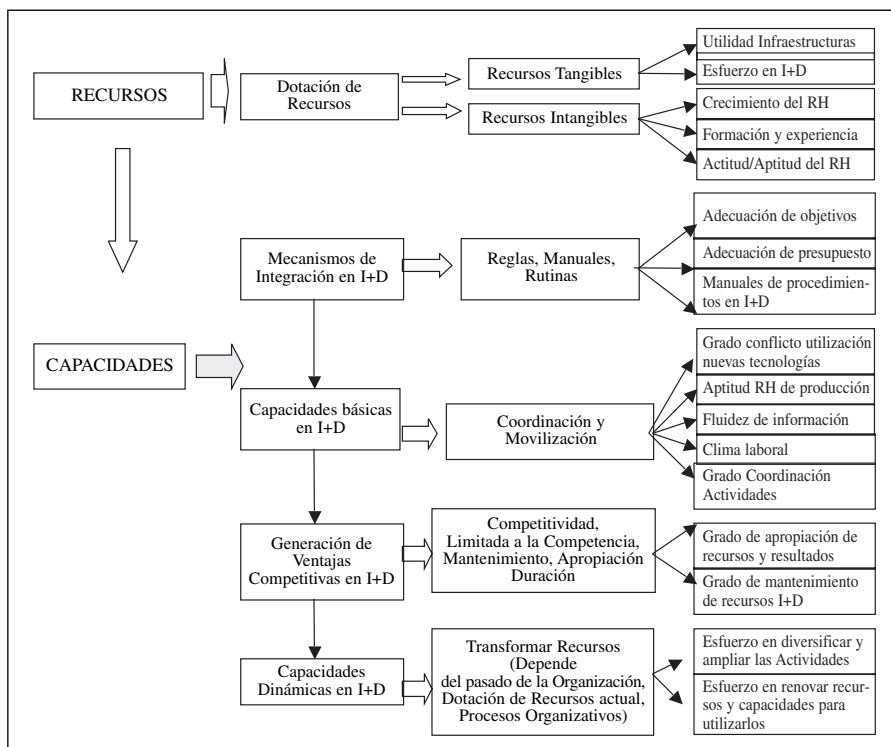 Utilidad Infraestructuras
Recursos Tangibles
Esfuerzo en I+D
RECURSOS
Dotación de
Recursos
Crecimiento del RH
Recursos Intangibles
Formación y experiencia
Actitud/Aptitud del RH
Adecuación de objetivos
Mecanismos de
Integración en I+D
Reglas, Manuales,
Rutinas
Adecuación de presupuesto
Manuales de procedimien-
tos en I+D
CAPACIDADES
Grado conflicto utilización
nuevas tecnologías
Aptitud RH de producción
Capacidades básicas
en I+D
Coordinación y
Movilización
Fluidez de información
Clima laboral
Grado Coordinación
Actividades
Generación de
Ventajas
Competitivas en I+D
Competitividad,
Limitada a la Competencia,
Mantenimiento, Apropiación
Duración
Grado de apropiación de
recursos y resultados
Grado de mantenimiento
de recursos I+D
Capacidades
Dinámicas en I+D
Transformar Recursos
(Depende
del pasado de la Organización,
Dotación de Recursos actual,
Procesos Organizativos)
Esfuerzo en diversificar y
ampliar las Actividades
Esfuerzo en renovar recur-
sos y capacidades para
utilizarlos